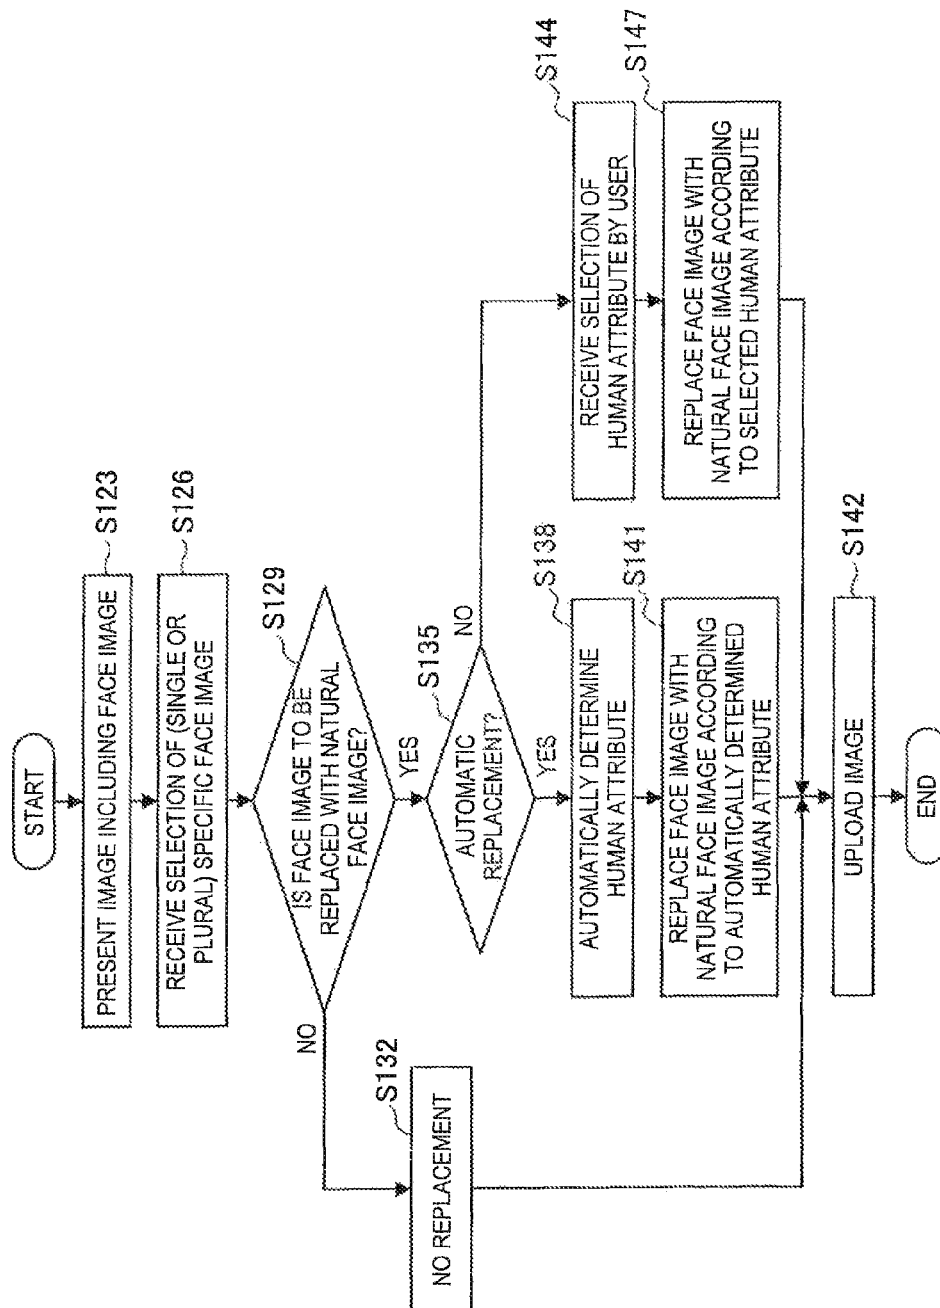 START
PRESENT IMAGE INCLUDING FACE IMAGE
S123
RECEIVE SELECTION OF (SINGLE OR
PLURAL) SPECIFIC FACE IMAGE
S126
IS FACE IMAGE TO BE
REPLACED WITH NATURAL
FACE IMAGE?
S129
NO
YES
NO REPLACEMENT
S132
AUTOMATIC
REPLACEMENT?
S135
NO
YES
AUTOMATICALLY DETERMINE
HUMAN ATTRIBUTE
S138
REPLACE FACE IMAGE WITH
NATURAL FACE IMAGE ACCORDING
TO AUTOMATICALLY DETERMINED
HUMAN ATTRIBUTE
S141
RECEIVE SELECTION OF
HUMAN ATTRIBUTE BY USER
S144
REPLACE FACE IMAGE WITH
NATURAL FACE IMAGE ACCORDING
TO SELECTED HUMAN ATTRIBUTE
S147
UPLOAD IMAGE
S142
END